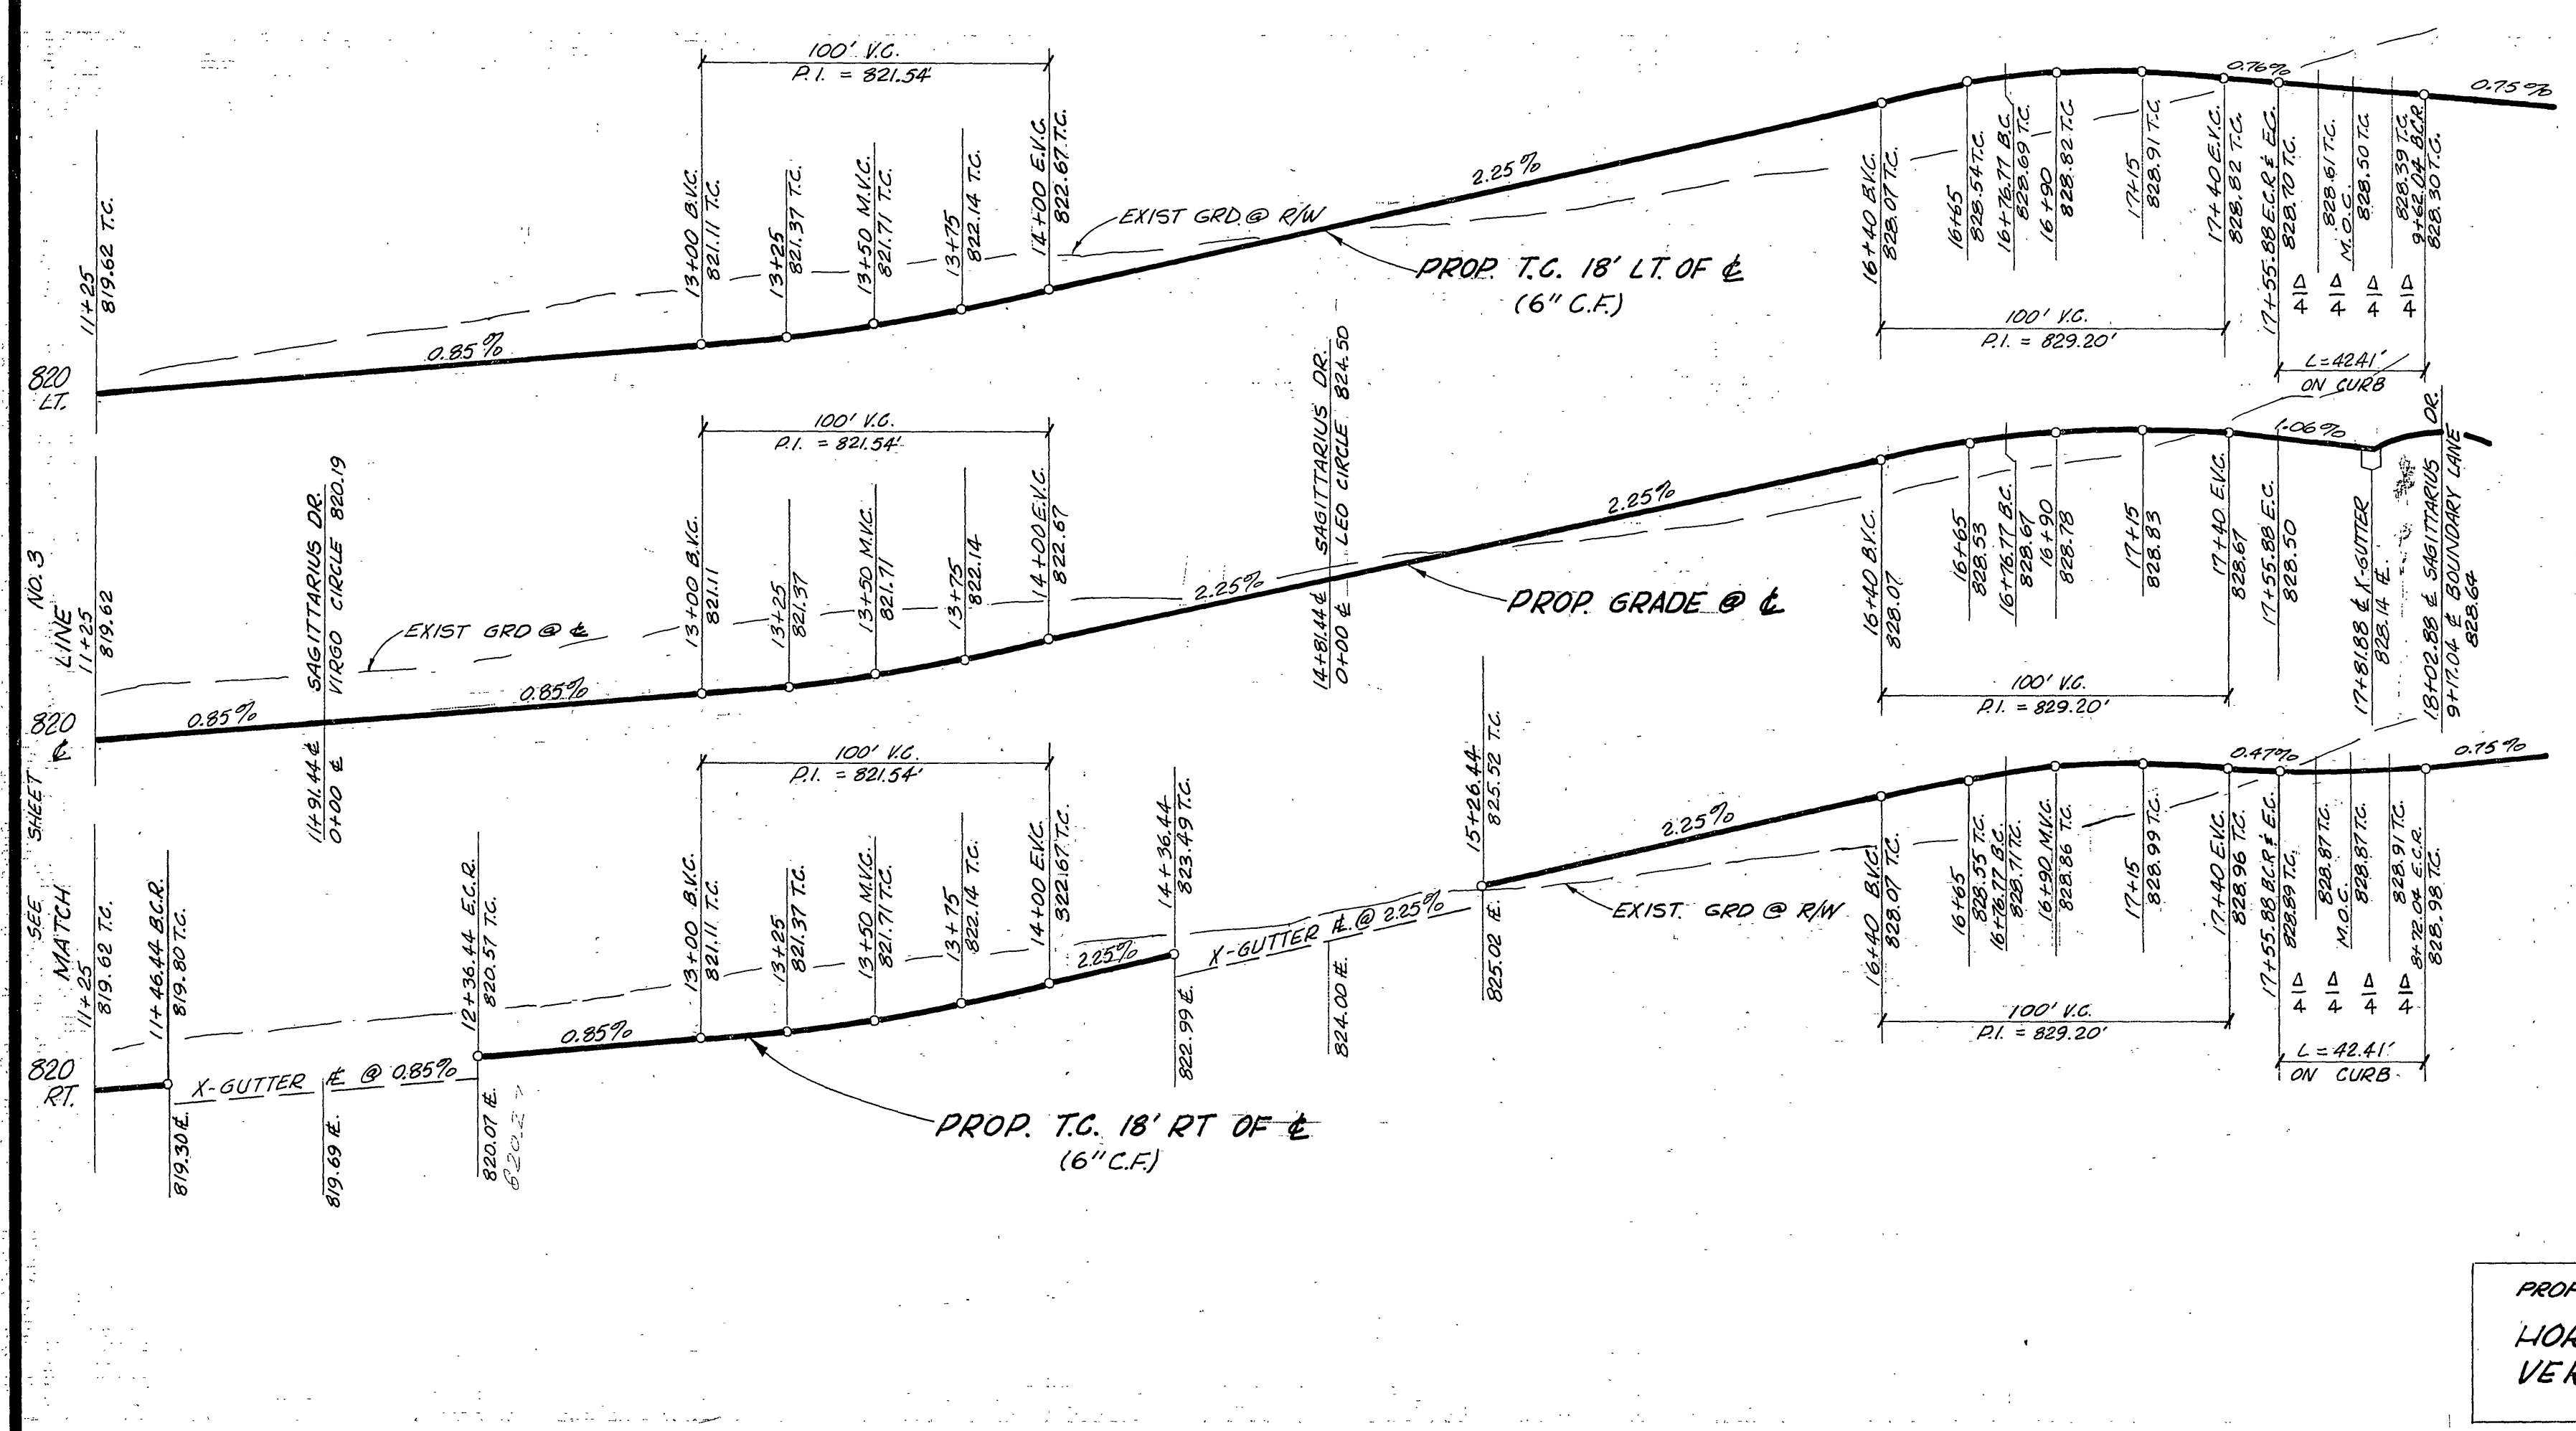 100' V.C.
P.I. = 821.54'
11+25
819.62 T.C.
13+00 B.V.C.
821.11 T.C.
13+25
821.37 T.C.
13+50 M.V.C.
821.71 T.C.
13+75
822.14 T.C.
14+00 E.V.C.
822.67 T.C.
EXIST GRD. @ R/W
2.25%
PROP. T.C. 18' LT. OF ℄
(6" C.F.)
0.85%
820
LT.
16+40 B.V.C.
828.07 T.C.
16+65
828.54 T.C.
16+76.77 B.C.
828.69 T.C.
16+90
828.82 T.C.
17+15
828.91 T.C.
17+40 E.V.C.
828.82 T.C.
0.76%
17+55.88 E.C.R. & E.C.
828.70 T.C.
828.61 T.C.
M.O.C.
828.50 T.C.
828.39 T.C.
9+62.04 B.C.R.
828.30 T.C.
0.75%
Δ/4 Δ/4 Δ/4 Δ/4
100' V.C.
P.I. = 829.20'
L=42.41'
ON CURB
SEE SHEET NO. 3
MATCH LINE
11+25
819.62
820
℄
0.85%
11+91.44 ℄ SAGITTARIUS DR.
0+00 ℄ VIRGO CIRCLE 820.19
EXIST GRD @ ℄
0.85%
100' V.C.
P.I. = 821.54'
13+00 B.V.C.
821.11
13+25
821.37
13+50 M.V.C.
821.71
13+75
822.14
14+00 E.V.C.
822.67
2.25%
14+81.44 ℄ SAGITTARIUS DR.
0+00 ℄ LEO CIRCLE 824.50
PROP. GRADE @ ℄
2.25%
16+40 B.V.C.
828.07
16+65
828.53
16+76.77 B.C.
828.67
16+90
828.78
17+15
828.83
17+40 E.V.C.
828.67
1.06%
17+55.88 E.C.
828.50
17+81.88 ℄ X-GUTTER
828.14 FL.
18+02.88 ℄ SAGITTARIUS DR.
9+17.04 ℄ BOUNDARY LANE
828.64
100' V.C.
P.I. = 829.20'
11+25
819.62 T.C.
820
RT.
11+46.44 B.C.R.
819.80 T.C.
819.30 FL.
X-GUTTER FL @ 0.85%
819.69 FL.
12+36.44 E.C.R.
820.57 T.C.
820.07 FL.
0.85%
100' V.C.
P.I. = 821.54'
13+00 B.V.C.
821.11 T.C.
13+25
821.37 T.C.
13+50 M.V.C.
821.71 T.C.
13+75
822.14 T.C.
14+00 E.V.C.
322.67 T.C.
2.25%
14+36.44
823.49 T.C.
822.99 FL.
X-GUTTER FL. @ 2.25%
824.00 FL.
15+26.44
825.52 T.C.
825.02 FL.
PROP. T.C. 18' RT OF ℄
(6" C.F.)
2.25%
EXIST. GRD @ R/W
16+40 B.V.C.
828.07 T.C.
16+65
828.55 T.C.
16+76.77 B.C.
828.71 T.C.
16+90 M.V.C.
828.86 T.C.
17+15
828.99 T.C.
17+40 E.V.C.
828.96 T.C.
0.47%
17+55.88 B.C.R. & E.C.
828.89 T.C.
828.87 T.C.
M.O.C.
828.87 T.C.
828.91 T.C.
8+72.04 E.C.R.
828.98 T.C.
0.75%
Δ/4 Δ/4 Δ/4 Δ/4
100' V.C.
P.I. = 829.20'
L=42.41'
ON CURB